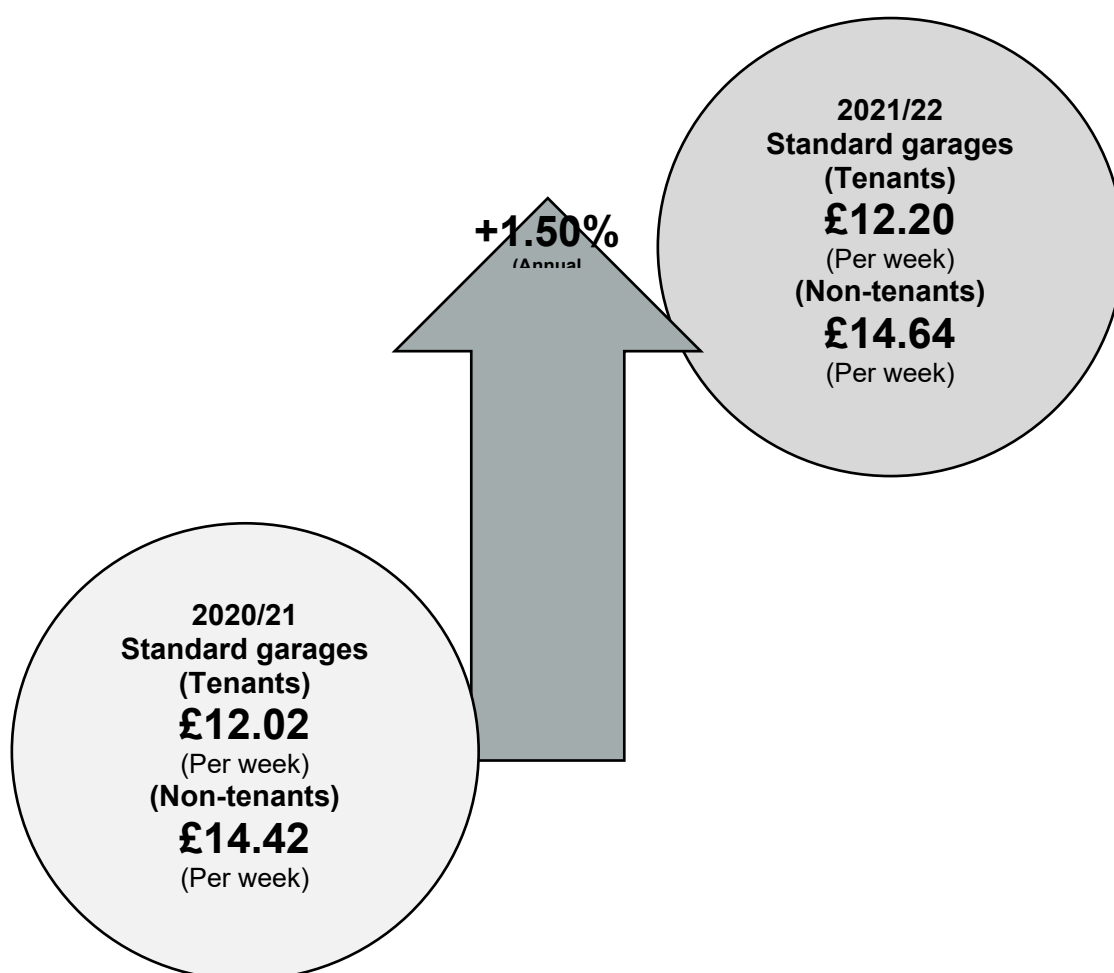 2021/22
Standard garages
(Tenants)
£12.20
(Per week)
(Non-tenants)
£14.64
(Per week)
+1.50%
(Annual
2020/21
Standard garages
(Tenants)
£12.02
(Per week)
(Non-tenants)
£14.42
(Per week)